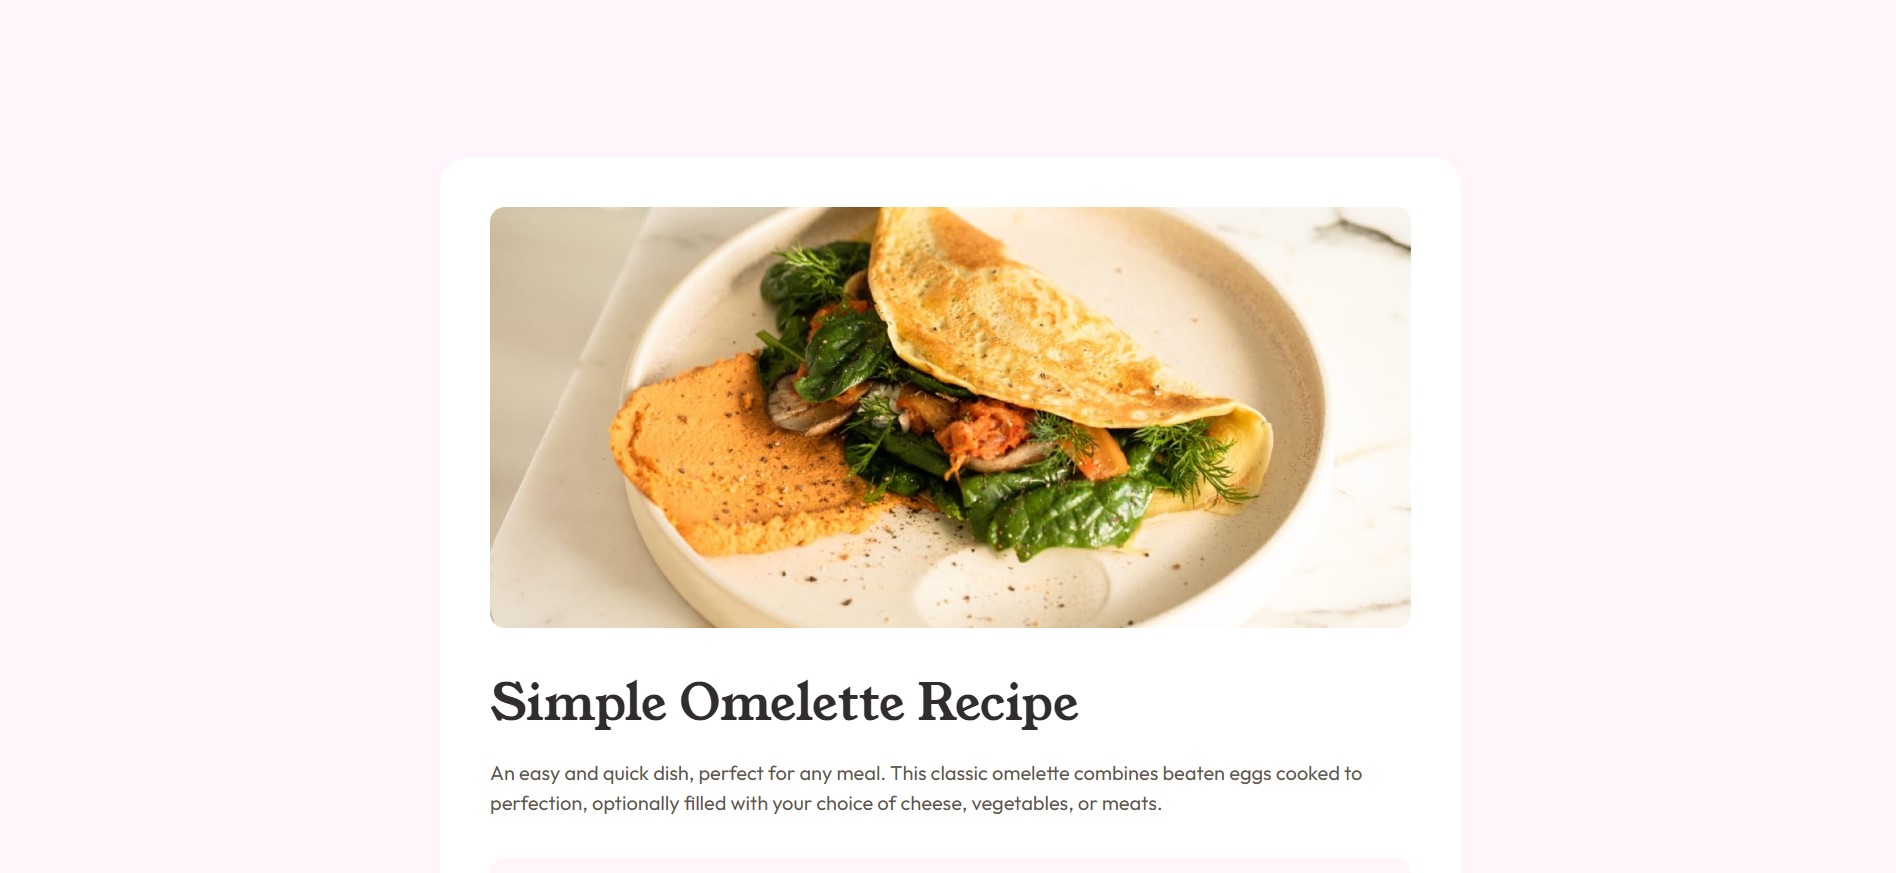 Simple Omelette Recipe
An easy and quick dish, perfect for any meal. This classic omelette combines beaten eggs cooked to
perfection, optionally filled with your choice of cheese, vegetables, or meats.